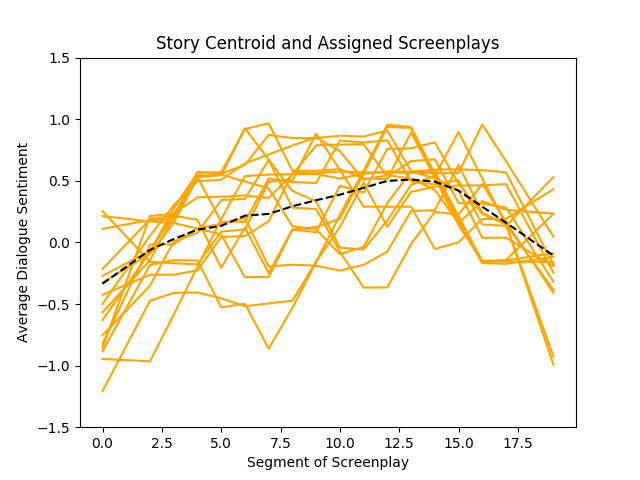 Story Centroid and Assigned Screenplays
Average Dialogue Sentiment
1.5
1.0
0.5
0.0
−0.5
−1.0
−1.5
0.0 2.5 5.0 7.5 10.0 12.5 15.0 17.5
Segment of Screenplay